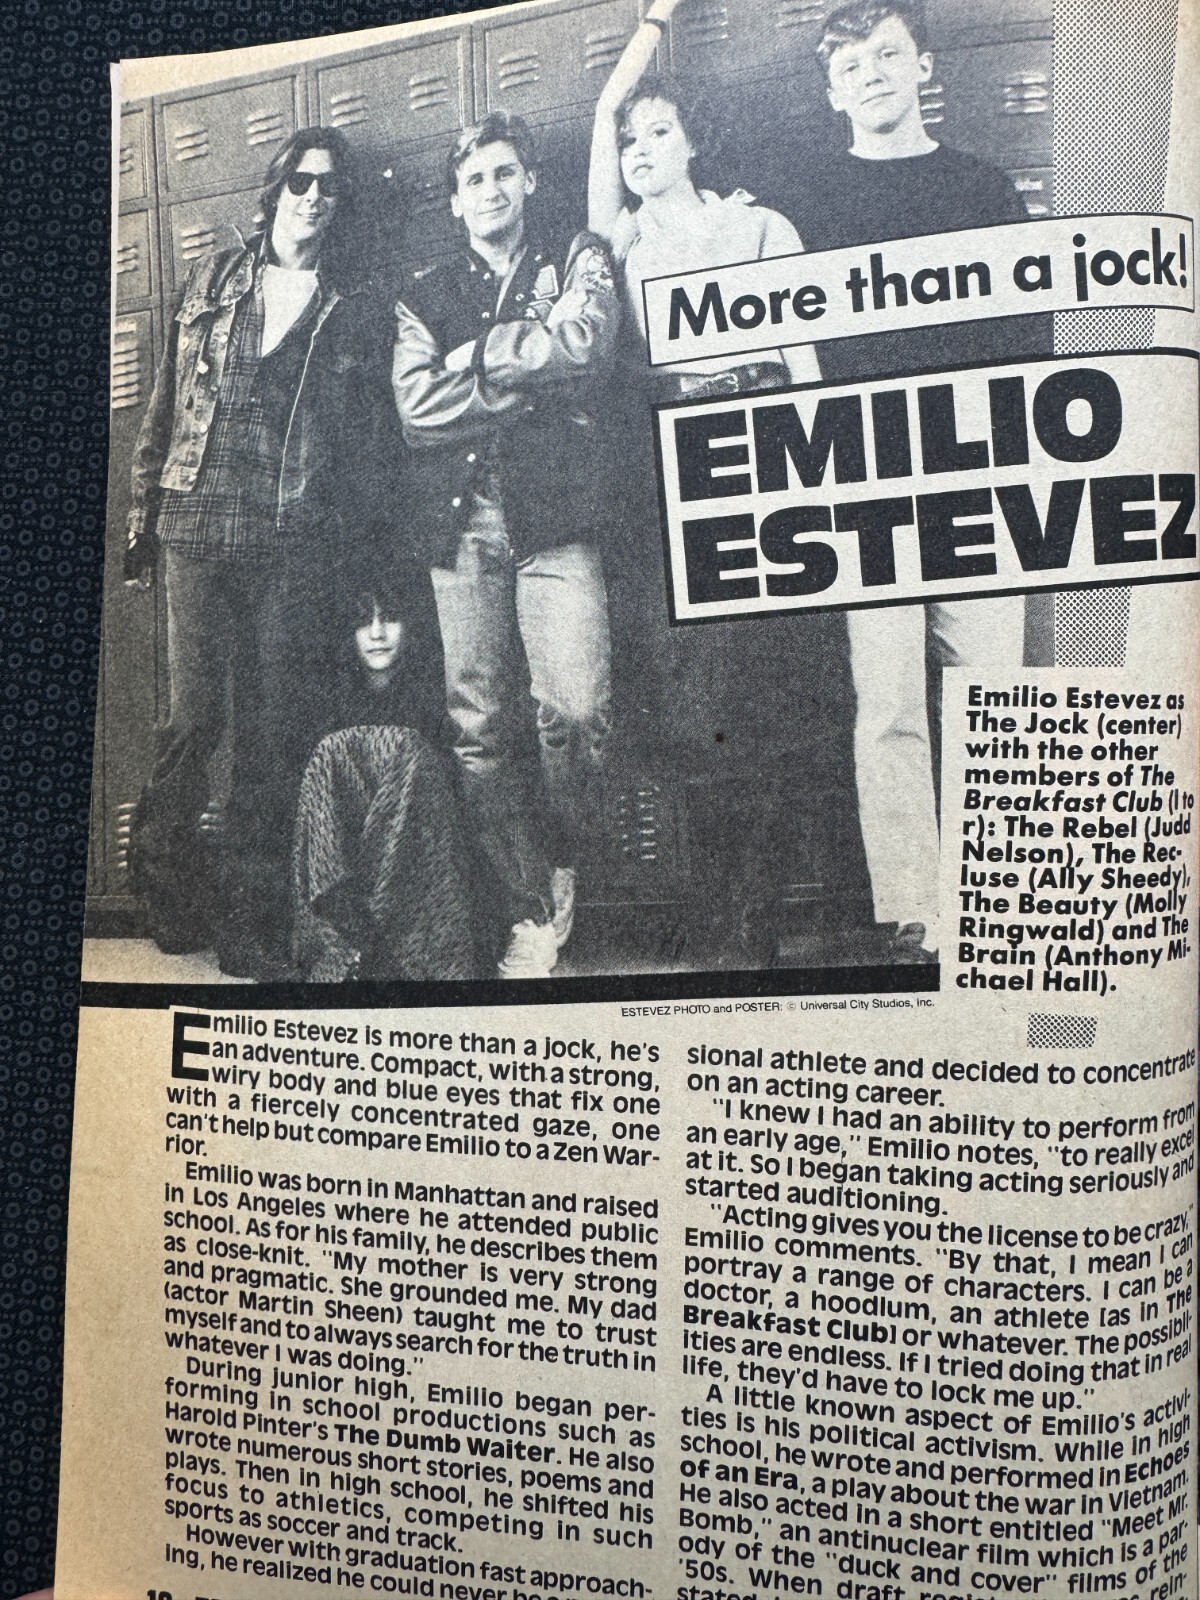 More than a jock!
EMILIO
ESTEVEZ
Emilio Estevez as
The Jock (center)
with the other
members of The
Breakfast Club (l to
r): The Rebel (Judd
Nelson), The Rec-
luse (Ally Sheedy),
The Beauty (Molly
Ringwald) and The
Brain (Anthony Mi-
chael Hall).
ESTEVEZ PHOTO and POSTER: © Universal City Studios, Inc.
Emilio Estevez is more than a jock, he's
an adventure. Compact, with a strong,
wiry body and blue eyes that fix one
with a fiercely concentrated gaze, one
can't help but compare Emilio to a Zen War-
rior.
Emilio was born in Manhattan and raised
in Los Angeles where he attended public
school. As for his family, he describes them
as close-knit. "My mother is very strong
and pragmatic. She grounded me. My dad
(actor Martin Sheen) taught me to trust
myself and to always search for the truth in
whatever I was doing."
During junior high, Emilio began per-
forming in school productions such as
Harold Pinter's The Dumb Waiter. He also
wrote numerous short stories, poems and
plays. Then in high school, he shifted his
focus to athletics, competing in such
sports as soccer and track.
However with graduation fast approach-
ing, he realized he could never be a
sional athlete and decided to concentrate
on an acting career.
"I knew I had an ability to perform from
an early age," Emilio notes, "to really excel
at it. So I began taking acting seriously and
started auditioning.
"Acting gives you the license to be crazy,"
Emilio comments. "By that, I mean I can
portray a range of characters. I can be a
doctor, a hoodlum, an athlete [as in The
Breakfast Club] or whatever. The possibil-
ities are endless. If I tried doing that in real
life, they'd have to lock me up."
A little known aspect of Emilio's activi-
ties is his political activism. While in high
school, he wrote and performed in Echoes
of an Era, a play about the war in Vietnam.
He also acted in a short entitled "Meet Mr.
Bomb," an antinuclear film which is a par-
ody of the "duck and cover" films of the
'50s. When draft rein-